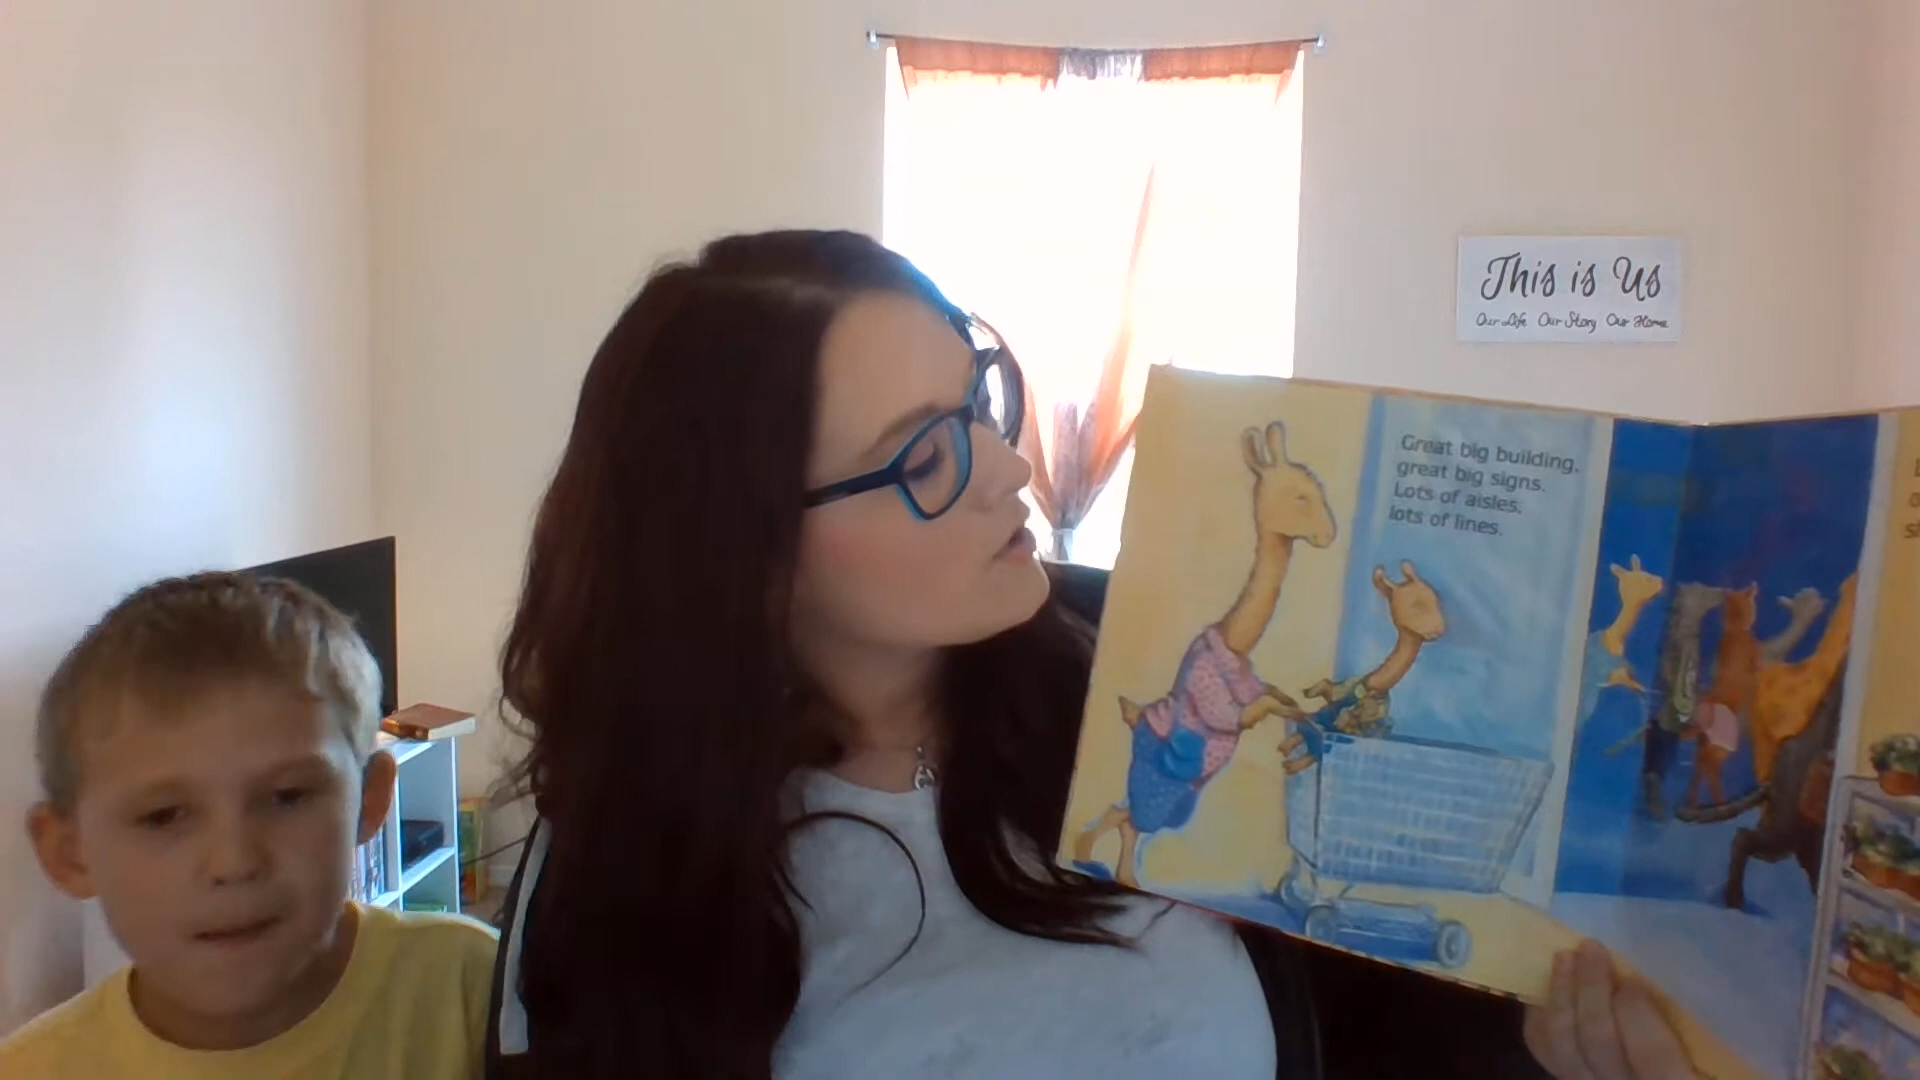 This is Us
Our Life Our Story Our Home
Great big building,
great big signs.
Lots of aisles,
lots of lines.